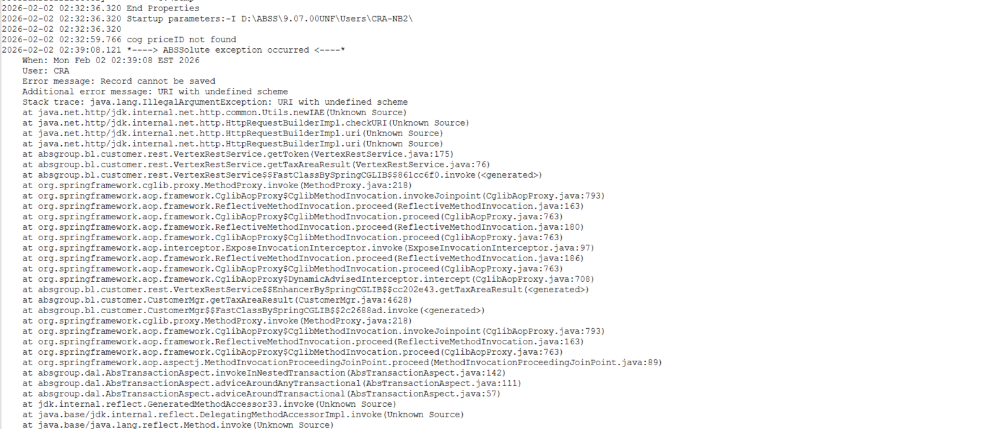 2026-02-02 02:32:36.320 End Properties
2026-02-02 02:32:36.320 Startup parameters:-I D:\ABSS\9.07.00UNF\Users\CRA-NB2\
2026-02-02 02:32:36.320
2026-02-02 02:32:59.766 cog priceID not found
2026-02-02 02:39:08.121 *----> ABSSolute exception occurred <----*
When: Mon Feb 02 02:39:08 EST 2026
User: CRA
Error message: Record cannot be saved
Additional error message: URI with undefined scheme
Stack trace: java.lang.IllegalArgumentException: URI with undefined scheme
at java.net.http/jdk.internal.net.http.common.Utils.newIAE(Unknown Source)
at java.net.http/jdk.internal.net.http.HttpRequestBuilderImpl.checkURI(Unknown Source)
at java.net.http/jdk.internal.net.http.HttpRequestBuilderImpl.uri(Unknown Source)
at java.net.http/jdk.internal.net.http.HttpRequestBuilderImpl.uri(Unknown Source)
at absgroup.bl.customer.rest.VertexRestService.getToken(VertexRestService.java:175)
at absgroup.bl.customer.rest.VertexRestService.getTaxAreaResult(VertexRestService.java:76)
at absgroup.bl.customer.rest.VertexRestService$$FastClassBySpringCGLIB$$861cc6f0.invoke(<generated>)
at org.springframework.cglib.proxy.MethodProxy.invoke(MethodProxy.java:218)
at org.springframework.aop.framework.CglibAopProxy$CglibMethodInvocation.invokeJoinpoint(CglibAopProxy.java:793)
at org.springframework.aop.framework.ReflectiveMethodInvocation.proceed(ReflectiveMethodInvocation.java:163)
at org.springframework.aop.framework.CglibAopProxy$CglibMethodInvocation.proceed(CglibAopProxy.java:763)
at org.springframework.aop.framework.ReflectiveMethodInvocation.proceed(ReflectiveMethodInvocation.java:180)
at org.springframework.aop.framework.CglibAopProxy$CglibMethodInvocation.proceed(CglibAopProxy.java:763)
at org.springframework.aop.interceptor.ExposeInvocationInterceptor.invoke(ExposeInvocationInterceptor.java:97)
at org.springframework.aop.framework.ReflectiveMethodInvocation.proceed(ReflectiveMethodInvocation.java:186)
at org.springframework.aop.framework.CglibAopProxy$CglibMethodInvocation.proceed(CglibAopProxy.java:763)
at org.springframework.aop.framework.CglibAopProxy$DynamicAdvisedInterceptor.intercept(CglibAopProxy.java:708)
at absgroup.bl.customer.rest.VertexRestService$$EnhancerBySpringCGLIB$$cc202e43.getTaxAreaResult(<generated>)
at absgroup.bl.customer.CustomerMgr.getTaxAreaResult(CustomerMgr.java:4628)
at absgroup.bl.customer.CustomerMgr$$FastClassBySpringCGLIB$$2c2688ad.invoke(<generated>)
at org.springframework.cglib.proxy.MethodProxy.invoke(MethodProxy.java:218)
at org.springframework.aop.framework.CglibAopProxy$CglibMethodInvocation.invokeJoinpoint(CglibAopProxy.java:793)
at org.springframework.aop.framework.ReflectiveMethodInvocation.proceed(ReflectiveMethodInvocation.java:163)
at org.springframework.aop.framework.CglibAopProxy$CglibMethodInvocation.proceed(CglibAopProxy.java:763)
at org.springframework.aop.aspectj.MethodInvocationProceedingJoinPoint.proceed(MethodInvocationProceedingJoinPoint.java:89)
at absgroup.dal.AbsTransactionAspect.invokeInNestedTransaction(AbsTransactionAspect.java:142)
at absgroup.dal.AbsTransactionAspect.adviceAroundAnyTransactional(AbsTransactionAspect.java:111)
at absgroup.dal.AbsTransactionAspect.adviceAroundTransactional(AbsTransactionAspect.java:57)
at jdk.internal.reflect.GeneratedMethodAccessor33.invoke(Unknown Source)
at java.base/jdk.internal.reflect.DelegatingMethodAccessorImpl.invoke(Unknown Source)
at java.base/java.lang.reflect.Method.invoke(Unknown Source)